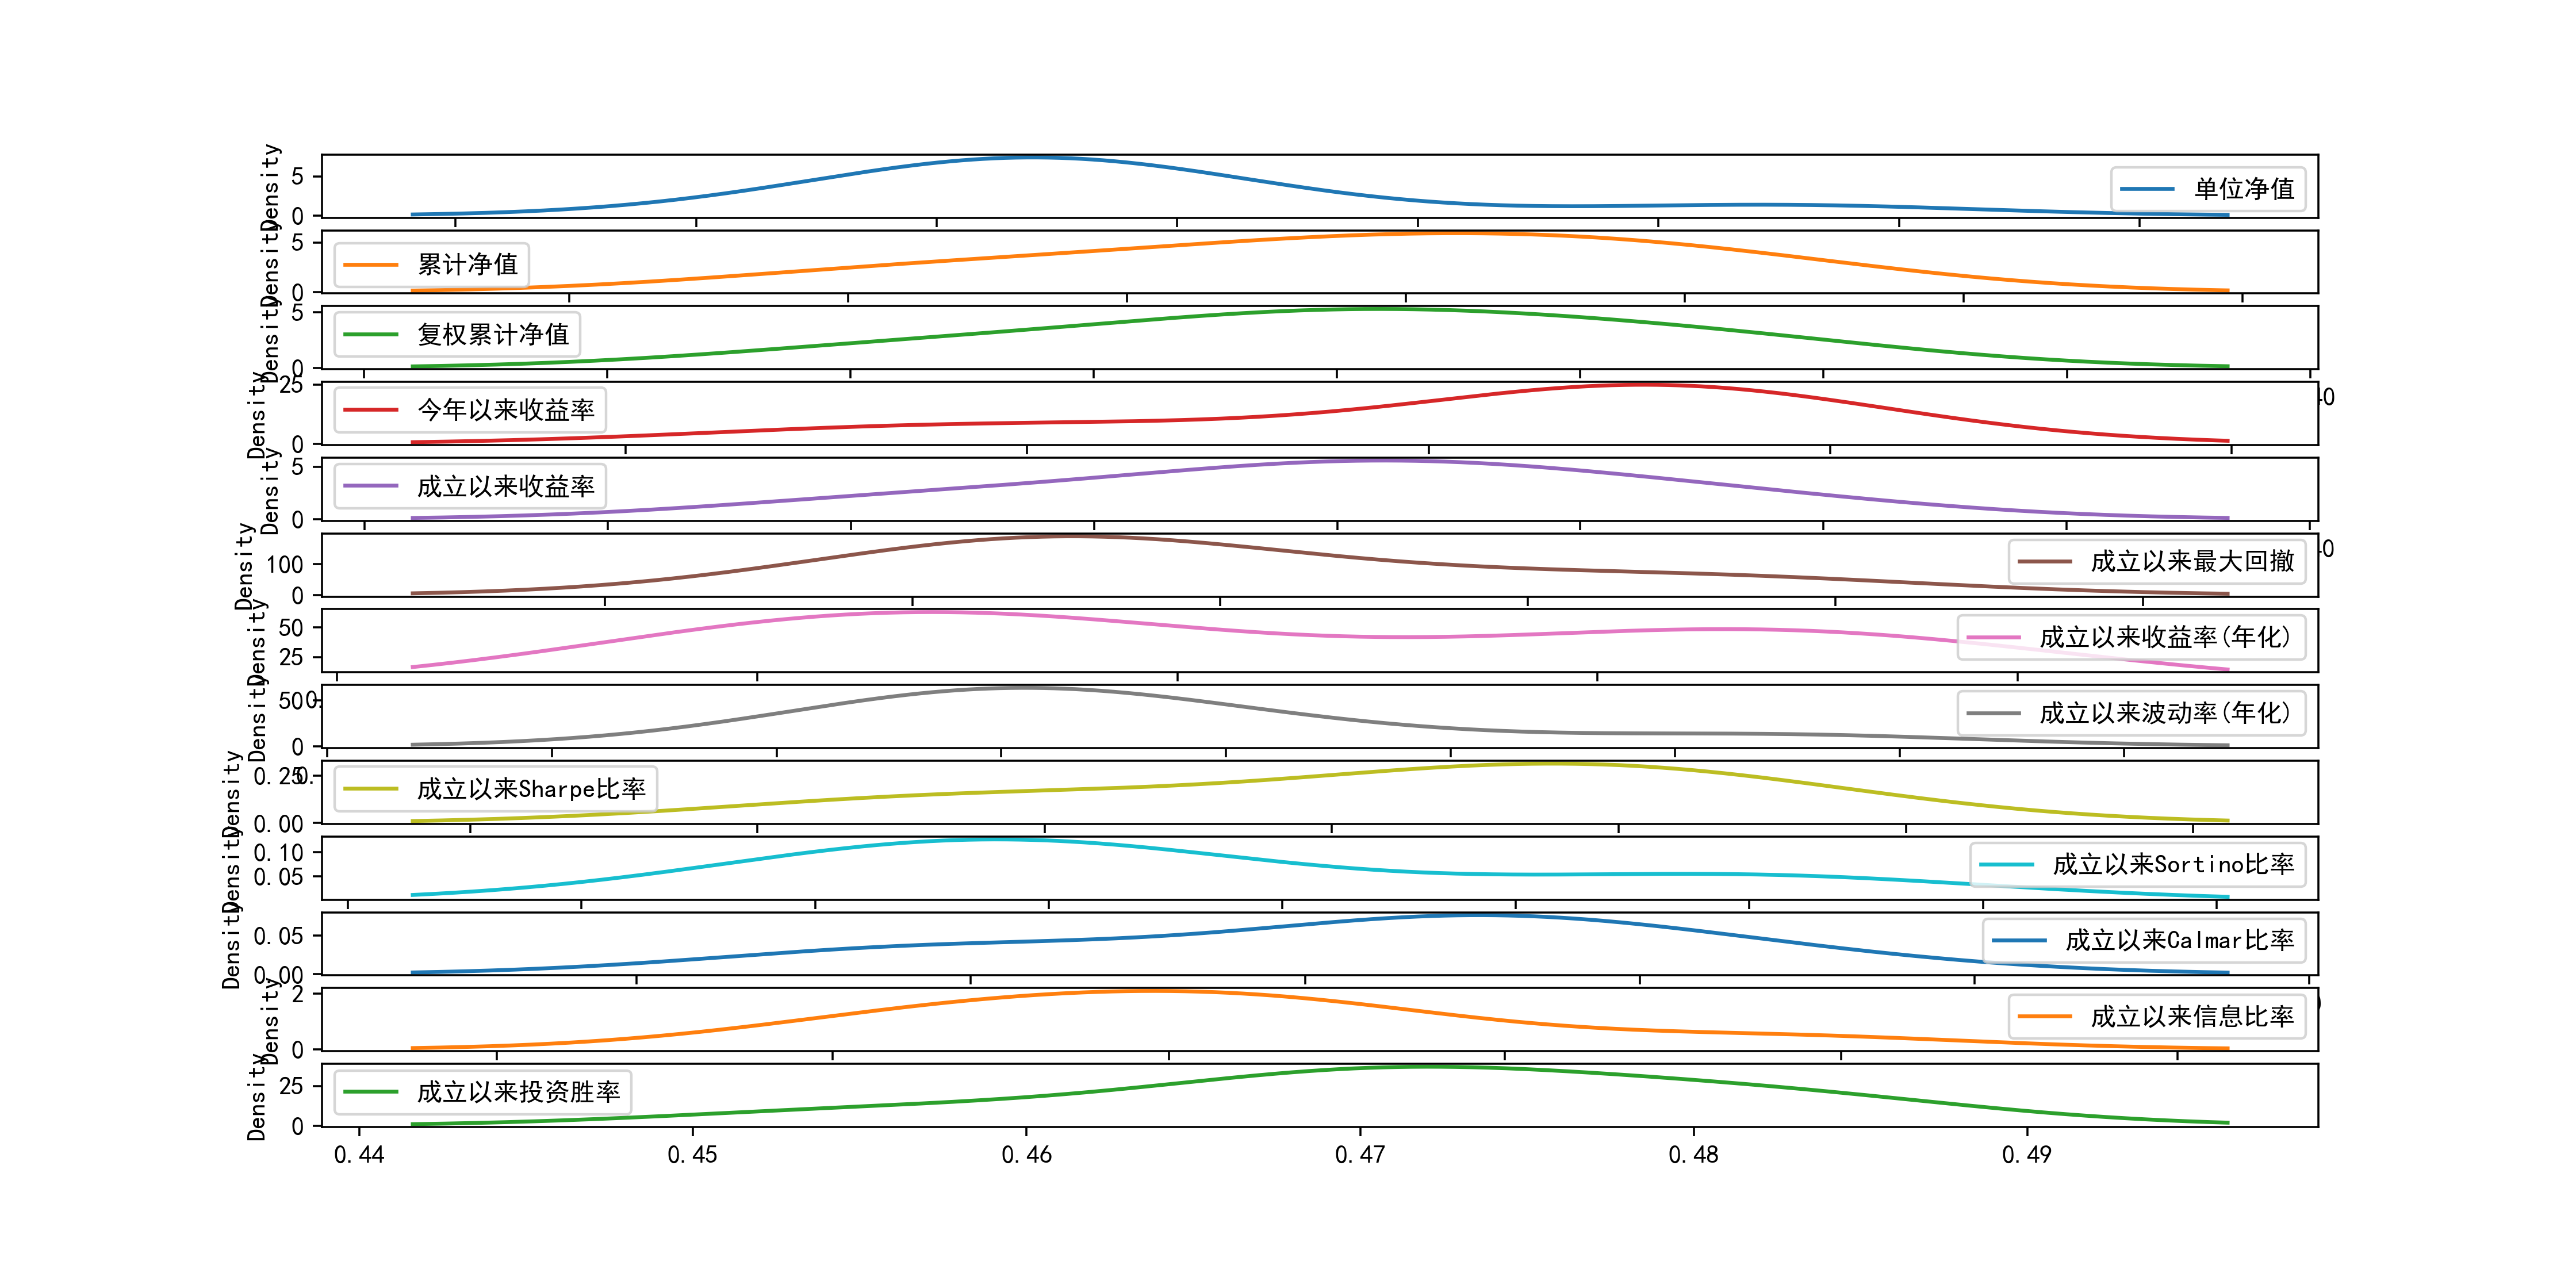 Density
5
0
单位净值
Density
5
0
累计净值
Density
5
0
复权累计净值
Density
25
0
今年以来收益率
Density
5
0
成立以来收益率
Density
100
0
成立以来最大回撤
Density
50
25
成立以来收益率(年化)
Density
500
0
成立以来波动率(年化)
Density
0.25
0.00
成立以来Sharpe比率
Density
0.10
0.05
成立以来Sortino比率
Density
0.05
0.00
成立以来Calmar比率
Density
2
0
成立以来信息比率
Density
25
0
成立以来投资胜率
0.44 0.45 0.46 0.47 0.48 0.49